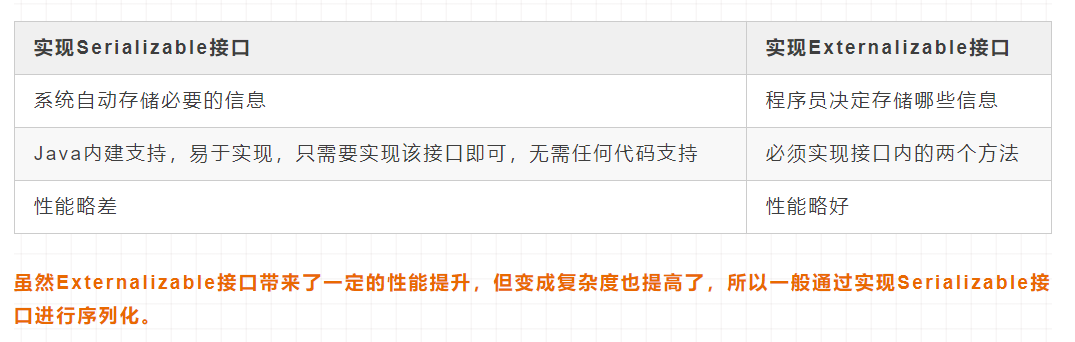 实现Serializable接口 实现Externalizable接口
系统自动存储必要的信息 程序员决定存储哪些信息
Java内建支持，易于实现，只需要实现该接口即可，无需任何代码支持 必须实现接口内的两个方法
性能略差 性能略好
虽然Externalizable接口带来了一定的性能提升，但变成复杂度也提高了，所以一般通过实现Serializable接
口进行序列化。